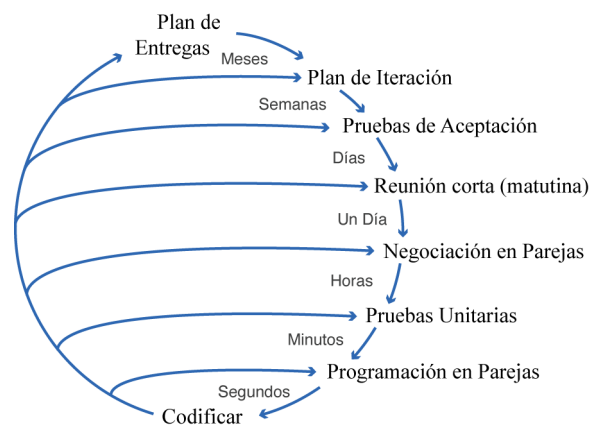 Plan de
Entregas
Meses
Plan de Iteración
Semanas
Pruebas de Aceptación
Días
Reunión corta (matutina)
Un Día
Negociación en Parejas
Horas
Pruebas Unitarias
Minutos
Programación en Parejas
Segundos
Codificar